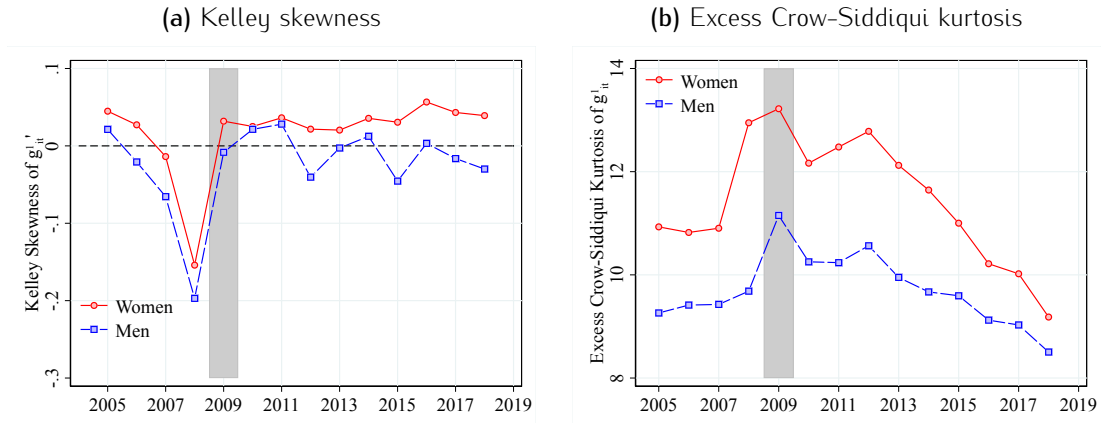 (a) Kelley skewness
Kelley Skewness of g¹ᵢₜ'
.1
0
-.1
-.2
-.3
Women
Men
2005 2007 2009 2011 2013 2015 2017 2019
(b) Excess Crow-Siddiqui kurtosis
Excess Crow-Siddiqui Kurtosis of g¹ᵢₜ
14
12
10
8
Women
Men
2005 2007 2009 2011 2013 2015 2017 2019